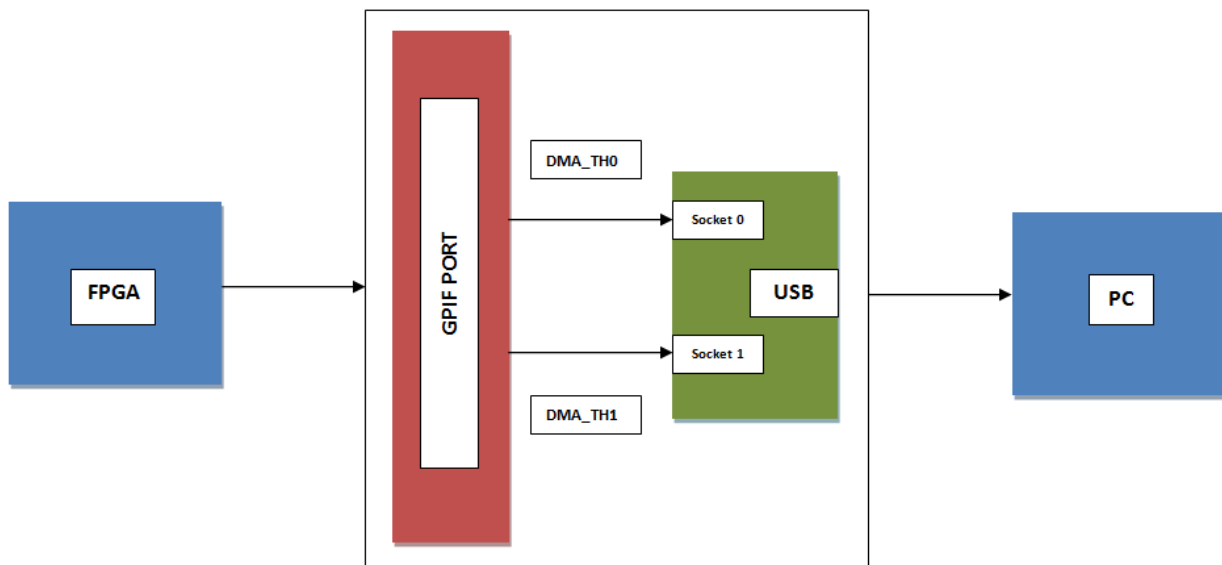 FPGA
GPIF PORT
DMA_TH0
Socket 0
USB
Socket 1
DMA_TH1
PC